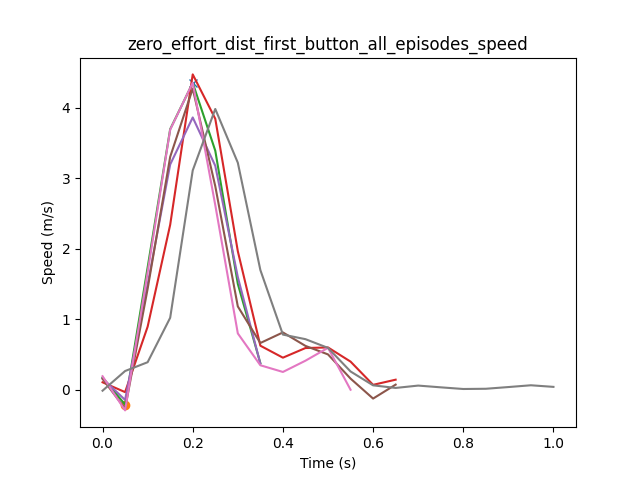 zero_effort_dist_first_button_all_episodes_speed
4
3
2
1
0
Speed (m/s)
0.0 0.2 0.4 0.6 0.8 1.0
Time (s)